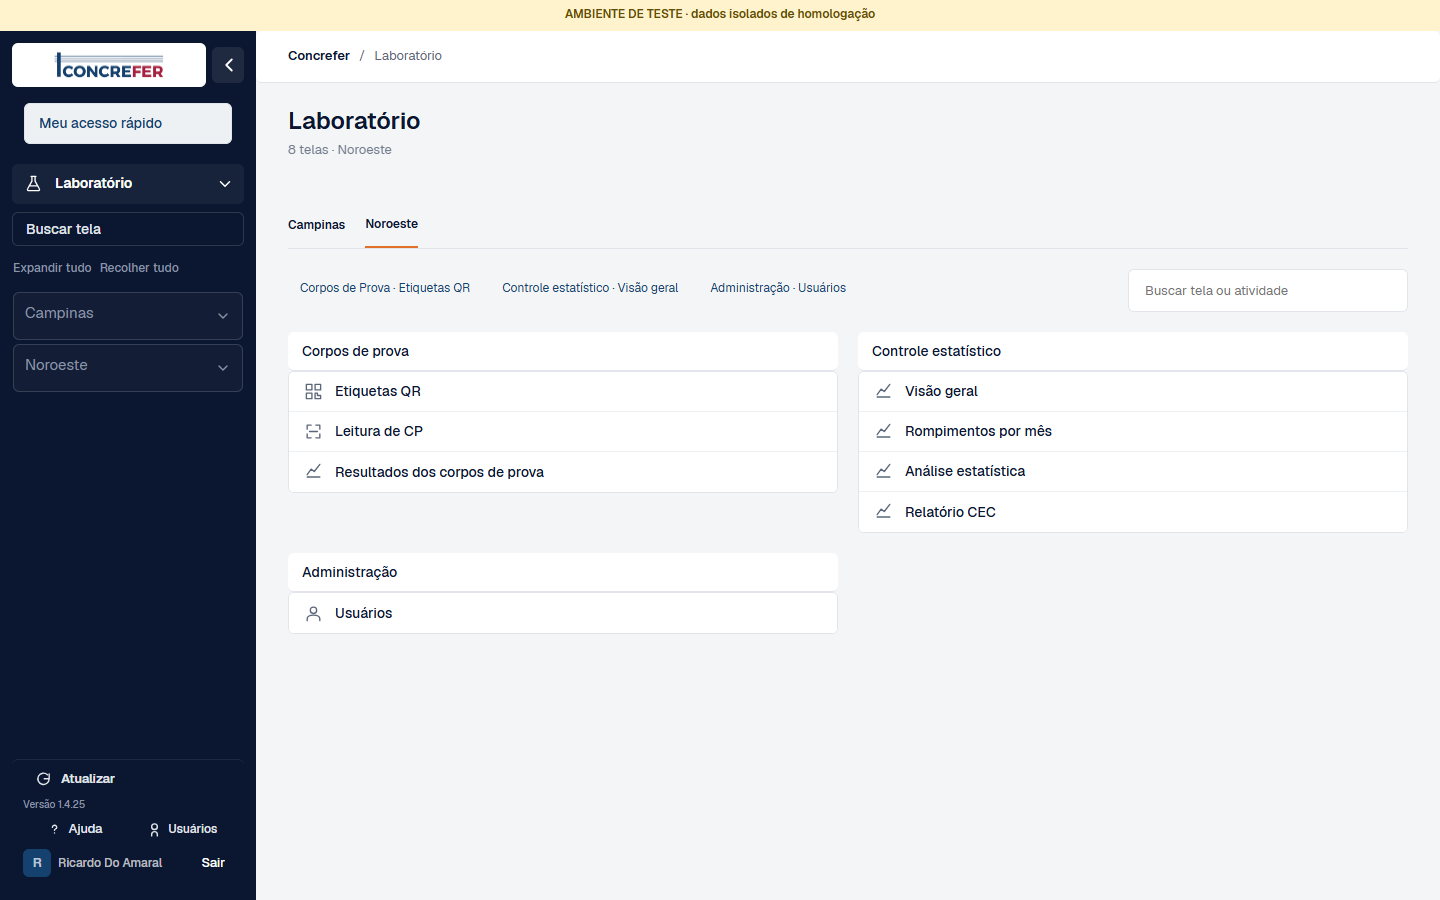 AMBIENTE DE TESTE · dados isolados de homologação
CONCREFER
Meu acesso rápido
Laboratório
Buscar tela
Expandir tudo Recolher tudo
Campinas
Noroeste
Atualizar
Versão 1.4.25
? Ajuda Usuários
R Ricardo Do Amaral Sair
Concrefer / Laboratório
Laboratório
8 telas · Noroeste
Campinas Noroeste
Corpos de Prova · Etiquetas QR Controle estatístico · Visão geral Administração · Usuários Buscar tela ou atividade
Corpos de prova
Etiquetas QR
Leitura de CP
Resultados dos corpos de prova
Controle estatístico
Visão geral
Rompimentos por mês
Análise estatística
Relatório CEC
Administração
Usuários